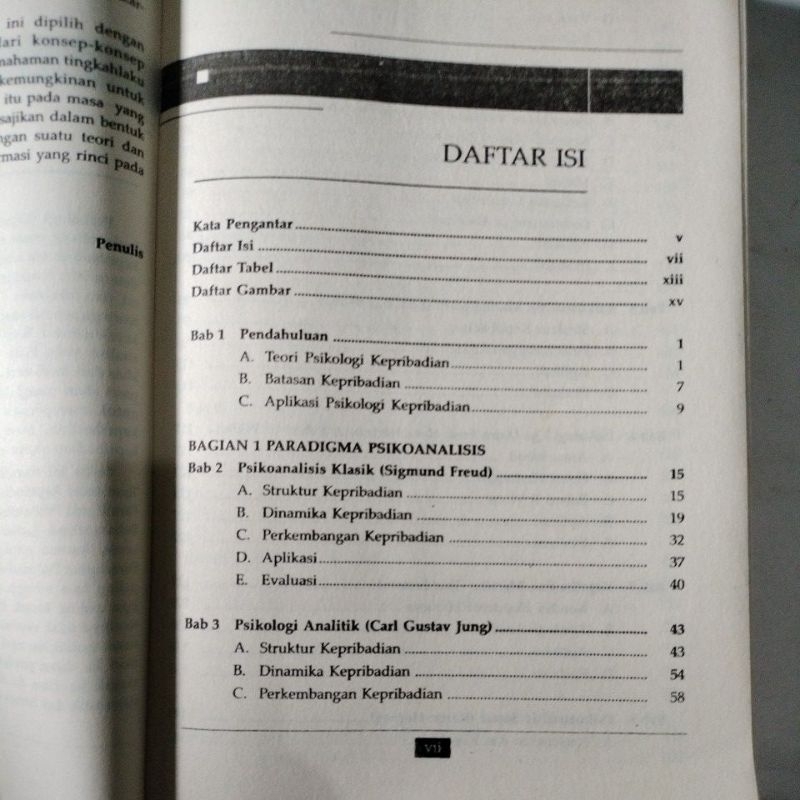 ini dipilih dengan
dari konsep-konsep
mahaman tingkahlaku
kemungkinan untuk
itu pada masa yang
sajikan dalam bentuk
ngan suatu teori dan
rmasi yang rinci pada
Penulis
DAFTAR ISI
Kata Pengantar v
Daftar Isi vii
Daftar Tabel xiii
Daftar Gambar xv
Bab 1 Pendahuluan 1
A. Teori Psikologi Kepribadian 1
B. Batasan Kepribadian 7
C. Aplikasi Psikologi Kepribadian 9
BAGIAN 1 PARADIGMA PSIKOANALISIS
Bab 2 Psikoanalisis Klasik (Sigmund Freud) 15
A. Struktur Kepribadian 15
B. Dinamika Kepribadian 19
C. Perkembangan Kepribadian 32
D. Aplikasi 37
E. Evaluasi 40
Bab 3 Psikologi Analitik (Carl Gustav Jung) 43
A. Struktur Kepribadian 43
B. Dinamika Kepribadian 54
C. Perkembangan Kepribadian 58
vii